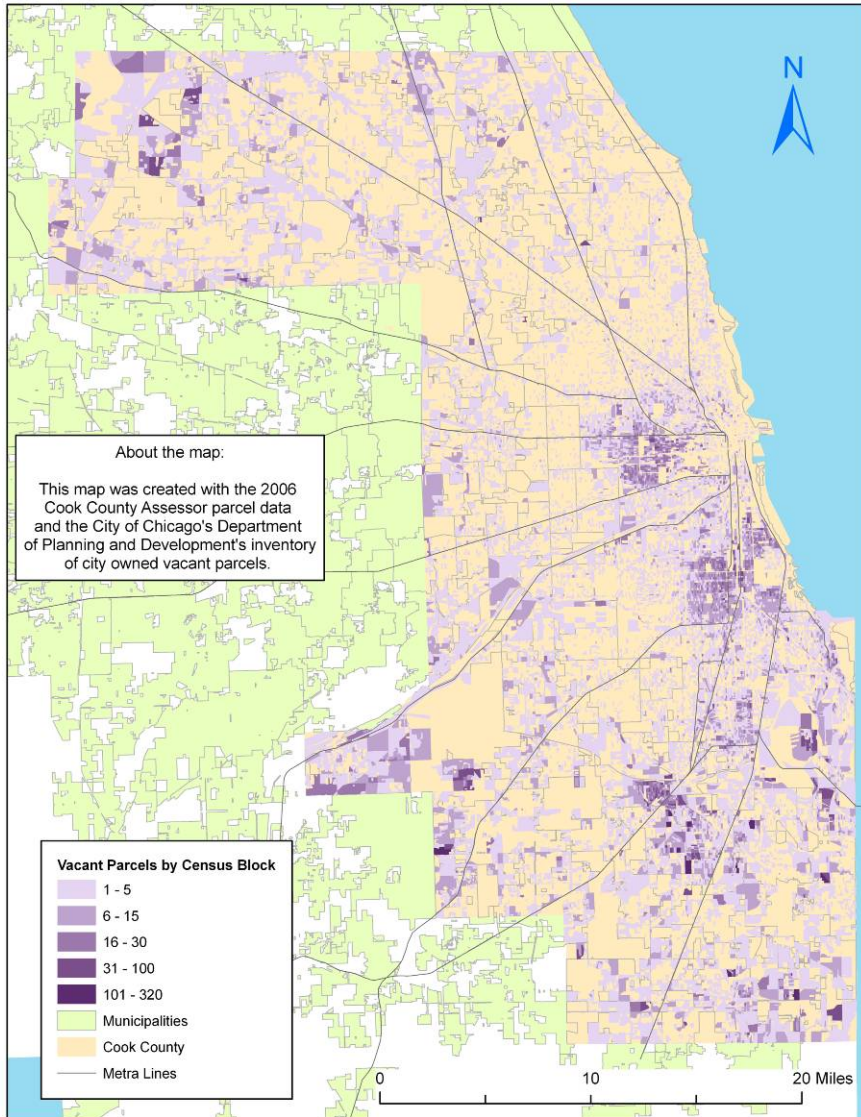 N
About the map:
This map was created with the 2006
Cook County Assessor parcel data
and the City of Chicago's Department
of Planning and Development's inventory
of city owned vacant parcels.
Vacant Parcels by Census Block
1 - 5
6 - 15
16 - 30
31 - 100
101 - 320
Municipalities
Cook County
Metra Lines
0 10 20 Miles